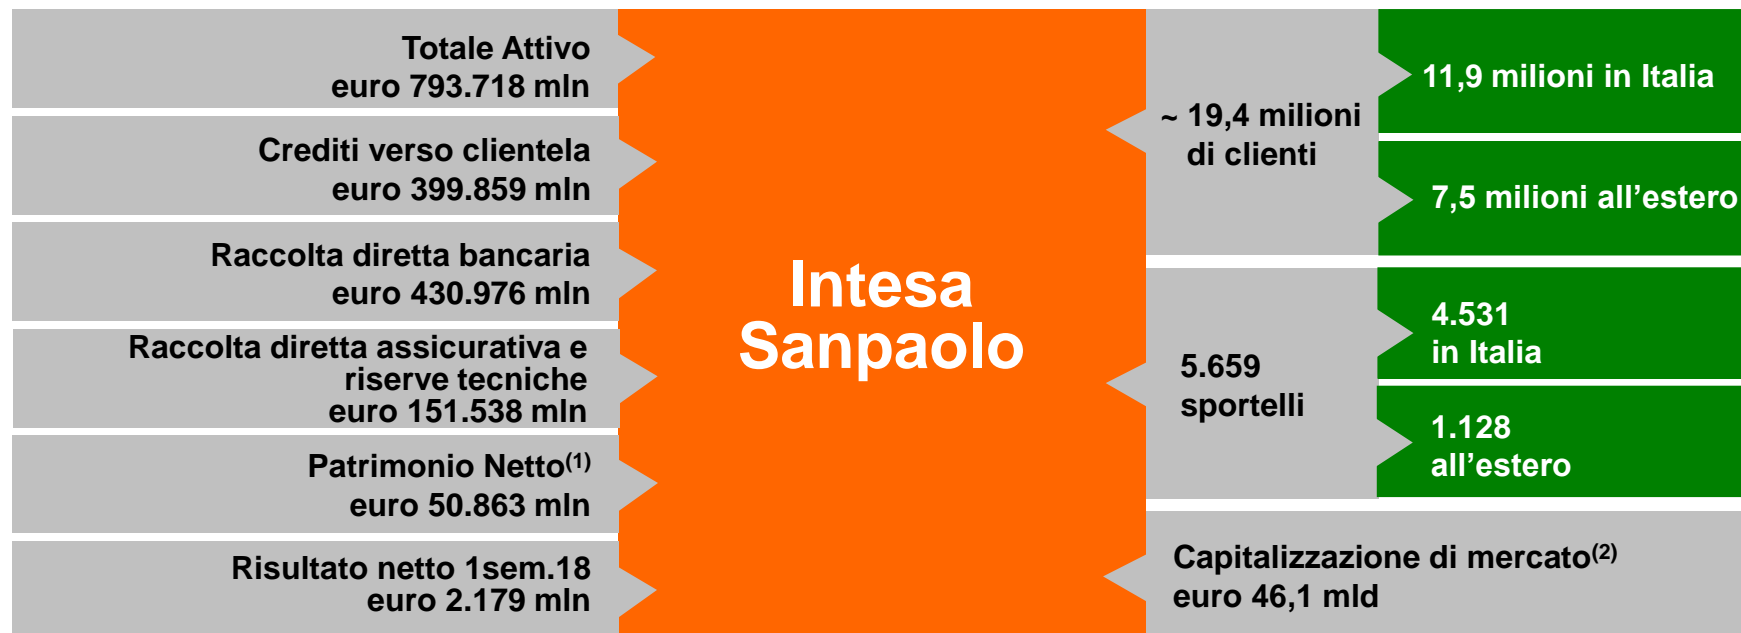 Totale Attivo
euro 793.718 mln
Crediti verso clientela
euro 399.859 mln
Raccolta diretta bancaria
euro 430.976 mln
Raccolta diretta assicurativa e
riserve tecniche
euro 151.538 mln
Patrimonio Netto(1)
euro 50.863 mln
Risultato netto 1sem.18
euro 2.179 mln
Intesa
Sanpaolo
~ 19,4 milioni
di clienti
11,9 milioni in Italia
7,5 milioni all’estero
5.659
sportelli
4.531
in Italia
1.128
all’estero
Capitalizzazione di mercato(2)
euro 46,1 mld